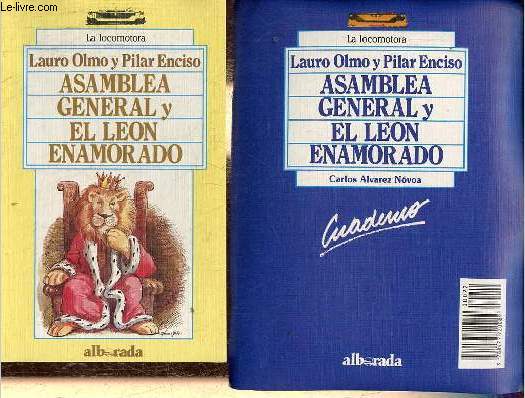 Le-livre.com
La locomotora
Lauro Olmo y Pilar Enciso
ASAMBLEA
GENERAL y
EL LEON
ENAMORADO
alborada
La locomotora
Lauro Olmo y Pilar Enciso
ASAMBLEA
GENERAL y
EL LEON
ENAMORADO
Carlos Alvarez Nóvoa
Cuaderno
alborada